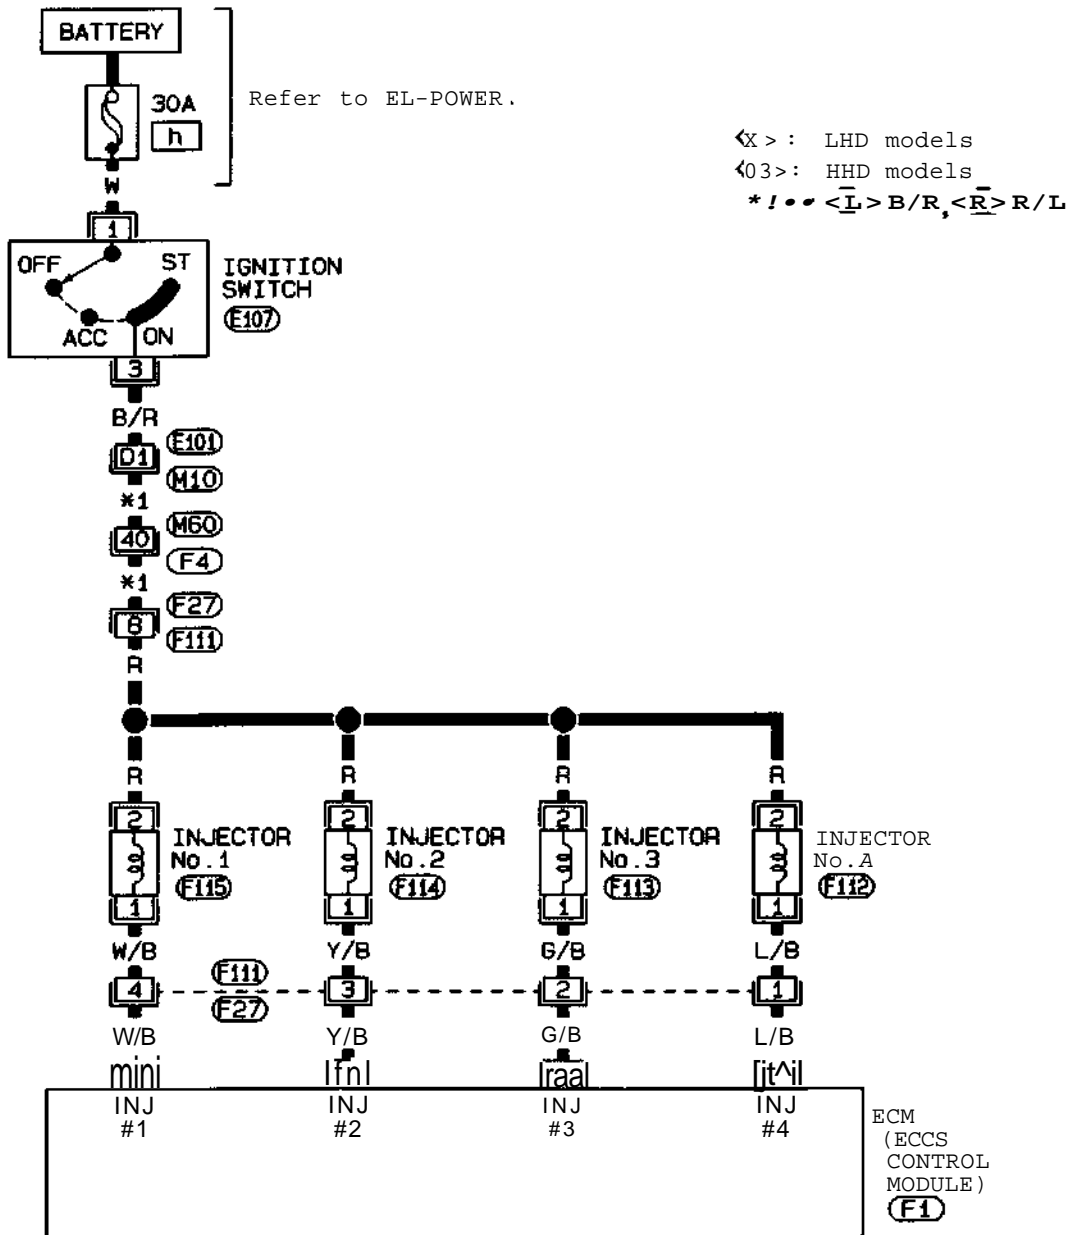 BATTERY
30A
h
Refer to EL-POWER.
W
<X>: LHD models
<03>: HHD models
*!•• <L>B/R,<R>R/L
1
OFF
ST
ACC
ON
IGNITION
SWITCH
E107
3
B/R
D1
E101
M10
*1
40
M60
F4
*1
6
F27
F111
R
R R R R
2 2 2 2
INJECTOR
No.1
F115
INJECTOR
No.2
F114
INJECTOR
No.3
F113
INJECTOR
No.A
F112
1 1 1 1
W/B Y/B G/B L/B
4 F111 3 2 1
F27
W/B Y/B G/B L/B
INJ INJ INJ INJ
#1 #2 #3 #4
ECM
(ECCS
CONTROL
MODULE)
F1